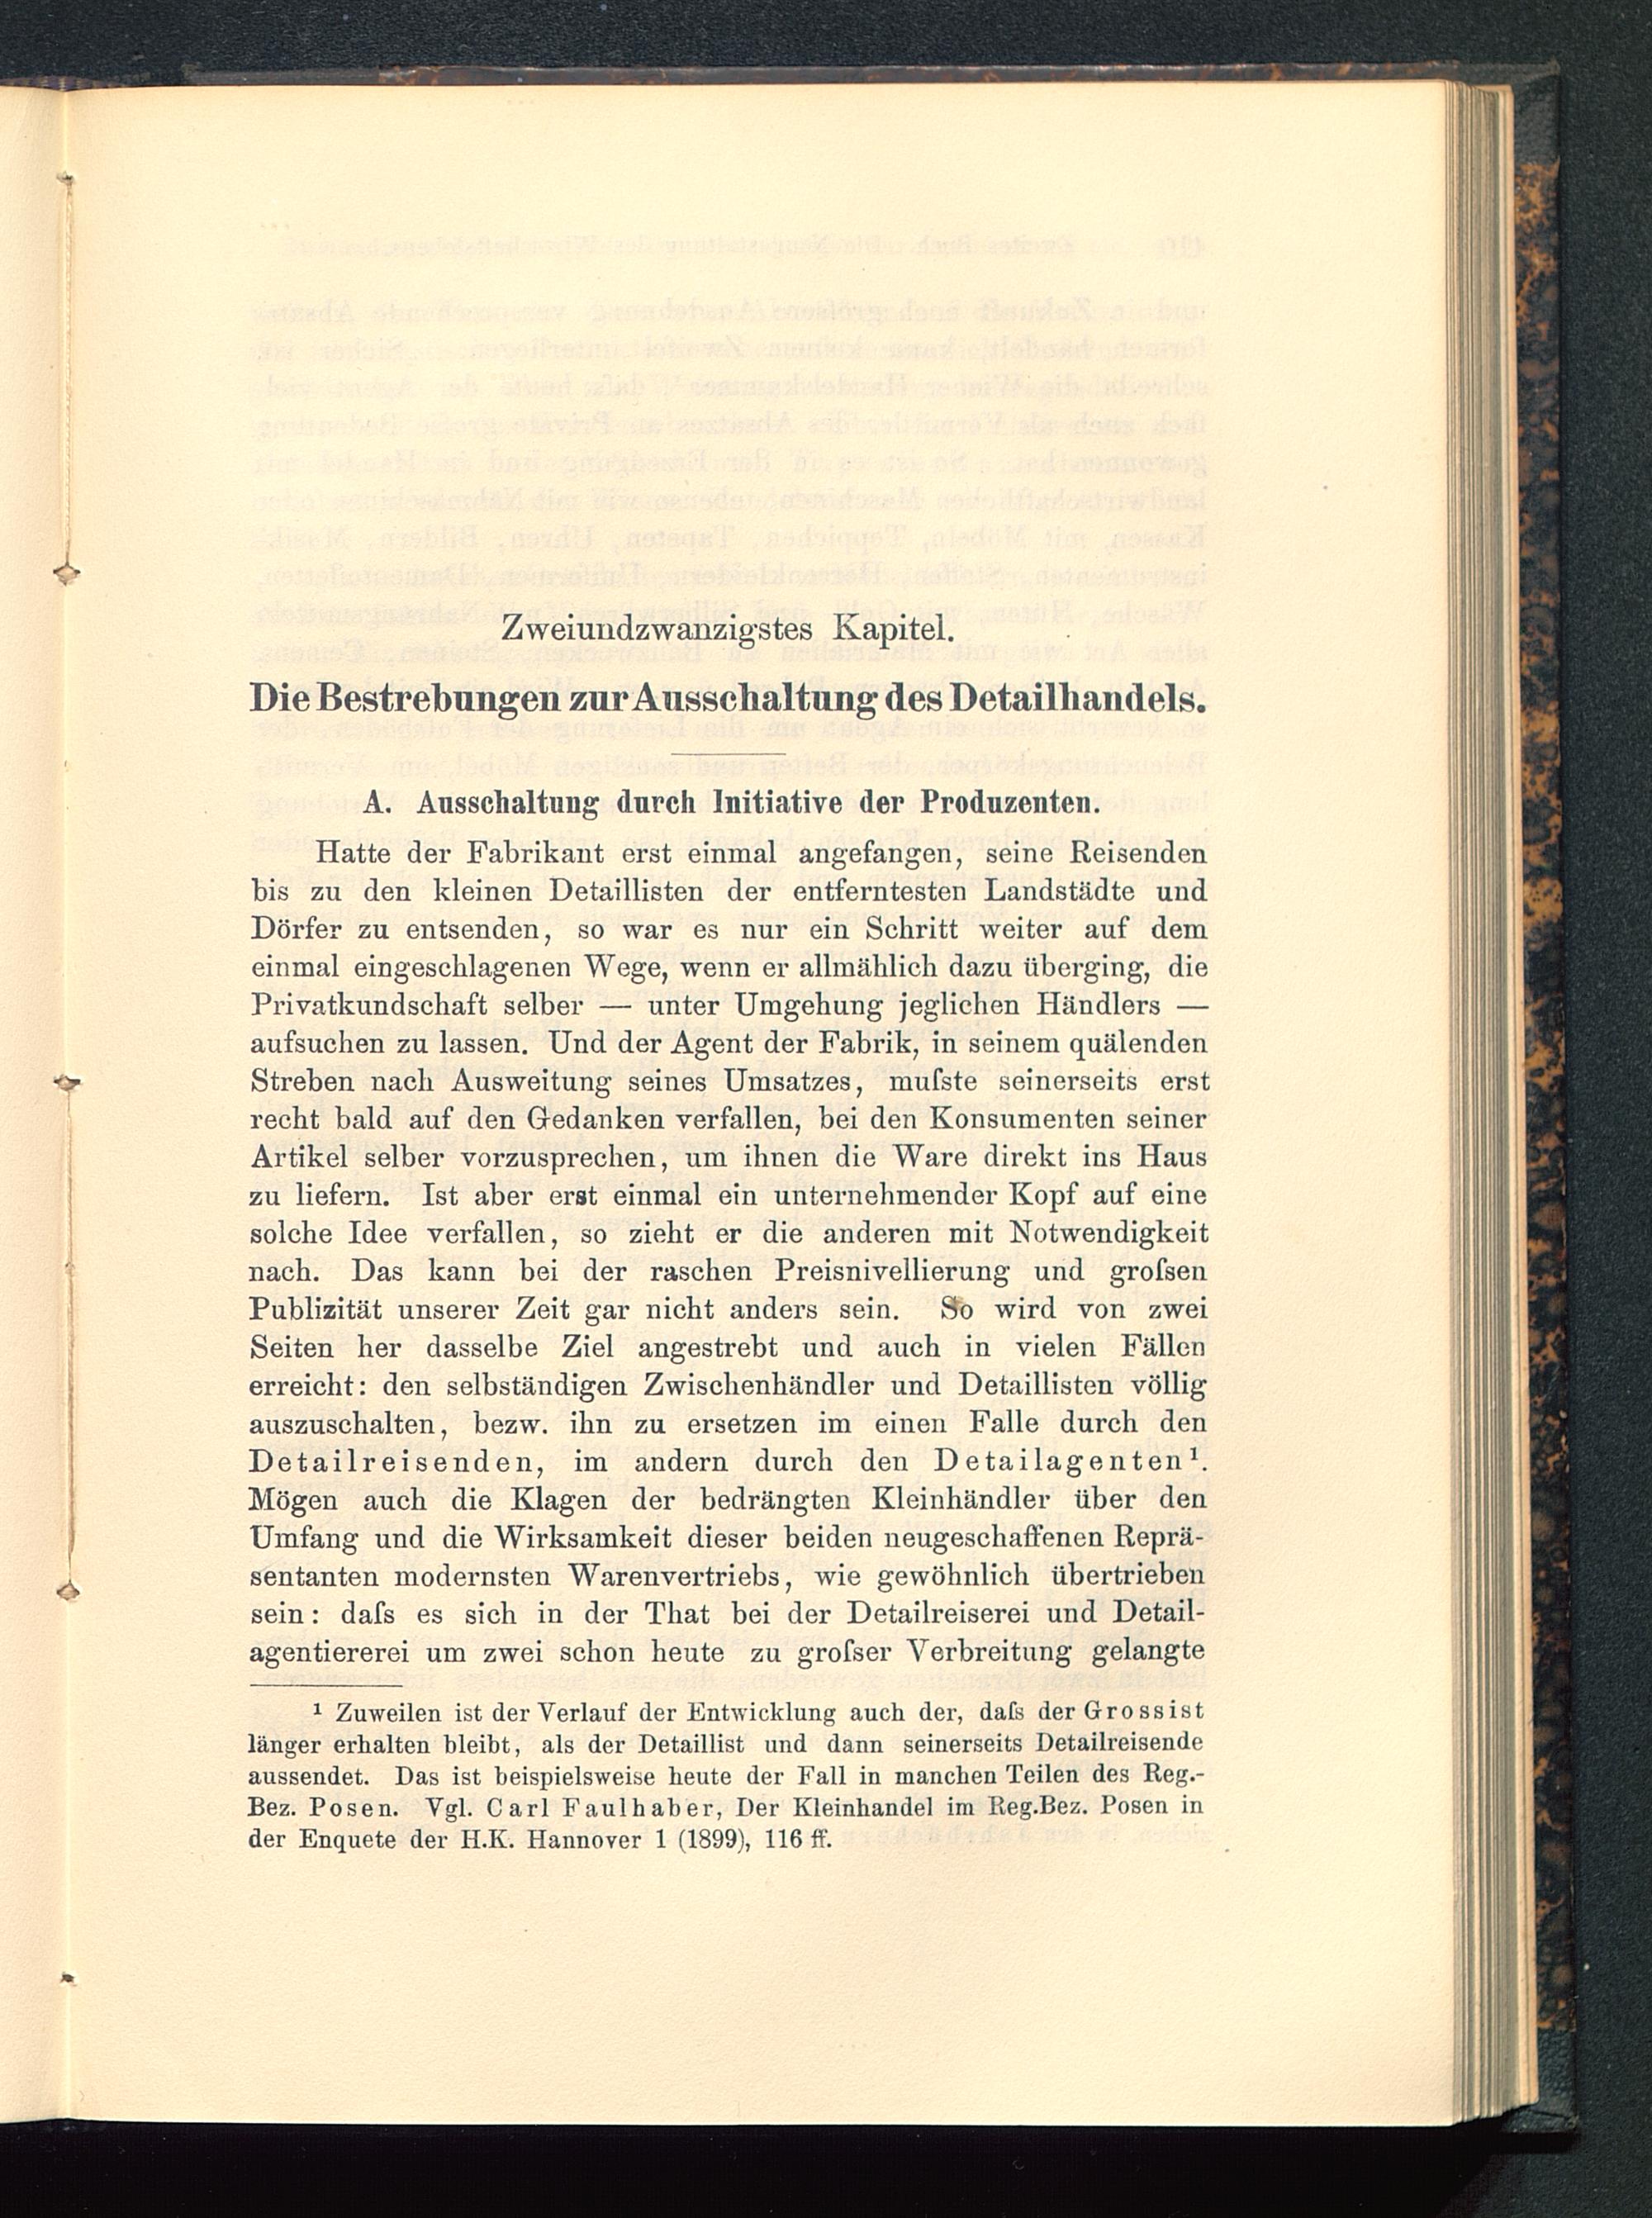 Zweiundzwanzigstes Kapitel.
Die Bestrebungen zur Ausschaltung des Detailhandels.
A. Ausschaltung durch Initiative der Produzenten.
Hatte der Fabrikant erst einmal angefangen, seine Reisenden
bis zu den kleinen Detaillisten der entferntesten Landstädte und
Dörfer zu entsenden, so war es nur ein Schritt weiter auf dem
einmal eingeschlagenen Wege, wenn er allmählich dazu überging, die
Privatkundschaft selber — unter Umgehung jeglichen Händlers —
aufsuchen zu lassen. Und der Agent der Fabrik, in seinem quälenden
Streben nach Ausweitung seines Umsatzes, muſste seinerseits erst
recht bald auf den Gedanken verfallen, bei den Konsumenten seiner
Artikel selber vorzusprechen, um ihnen die Ware direkt ins Haus
zu liefern. Ist aber erst einmal ein unternehmender Kopf auf eine
solche Idee verfallen, so zieht er die anderen mit Notwendigkeit
nach. Das kann bei der raschen Preisnivellierung und groſsen
Publizität unserer Zeit gar nicht anders sein. So wird von zwei
Seiten her dasselbe Ziel angestrebt und auch in vielen Fällen
erreicht: den selbständigen Zwischenhändler und Detaillisten völlig
auszuschalten, bezw. ihn zu ersetzen im einen Falle durch den
Detailreisenden, im andern durch den Detailagenten¹.
Mögen auch die Klagen der bedrängten Kleinhändler über den
Umfang und die Wirksamkeit dieser beiden neugeschaffenen Reprä-
sentanten modernsten Warenvertriebs, wie gewöhnlich übertrieben
sein: daſs es sich in der That bei der Detailreiserei und Detail-
agentiererei um zwei schon heute zu groſser Verbreitung gelangte
¹ Zuweilen ist der Verlauf der Entwicklung auch der, daſs der Grossist
länger erhalten bleibt, als der Detaillist und dann seinerseits Detailreisende
aussendet. Das ist beispielsweise heute der Fall in manchen Teilen des Reg.-
Bez. Posen. Vgl. Carl Faulhaber, Der Kleinhandel im Reg.Bez. Posen in
der Enquete der H.K. Hannover 1 (1899), 116 ff.